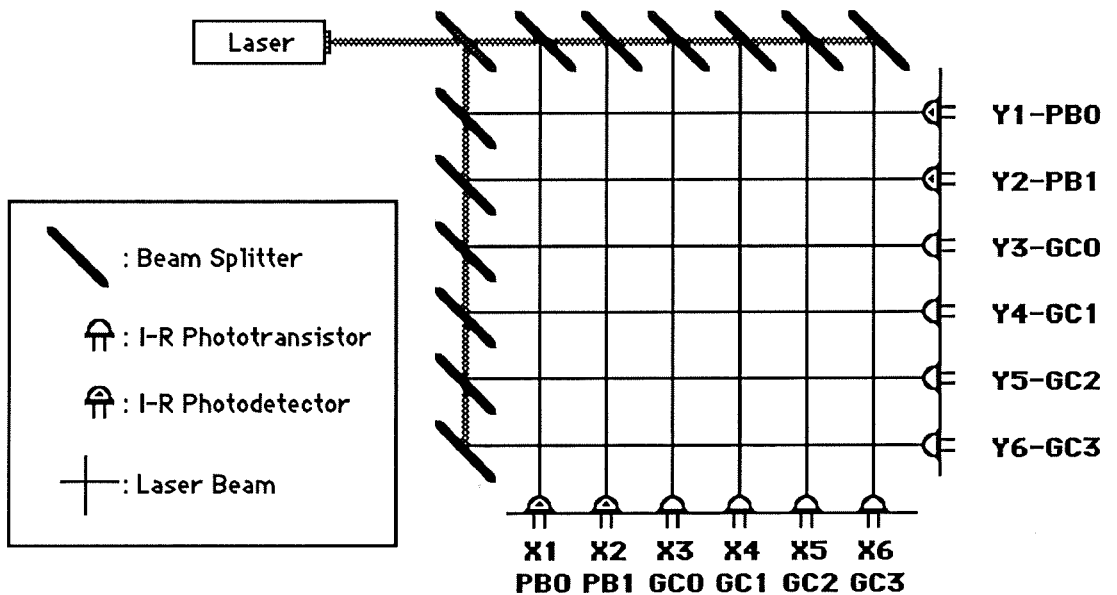 Laser
Y1-PB0
Y2-PB1
Y3-GC0
Y4-GC1
Y5-GC2
Y6-GC3
: Beam Splitter
: I-R Phototransistor
: I-R Photodetector
: Laser Beam
X1 X2 X3 X4 X5 X6
PB0 PB1 GC0 GC1 GC2 GC3